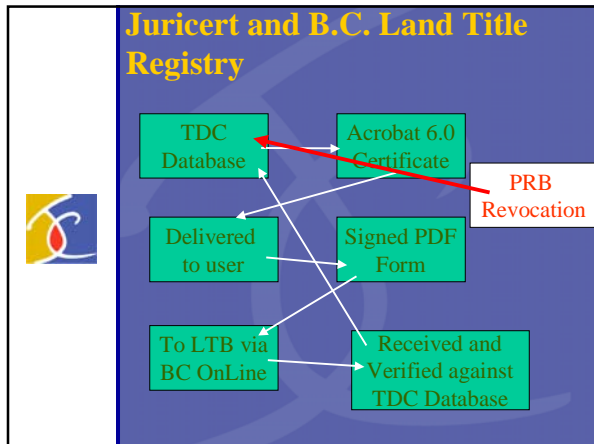 Juricert and B.C. Land Title
Registry
TDC
Database
Acrobat 6.0
Certificate
PRB
Revocation
Delivered
to user
Signed PDF
Form
To LTB via
BC OnLine
Received and
Verified against
TDC Database